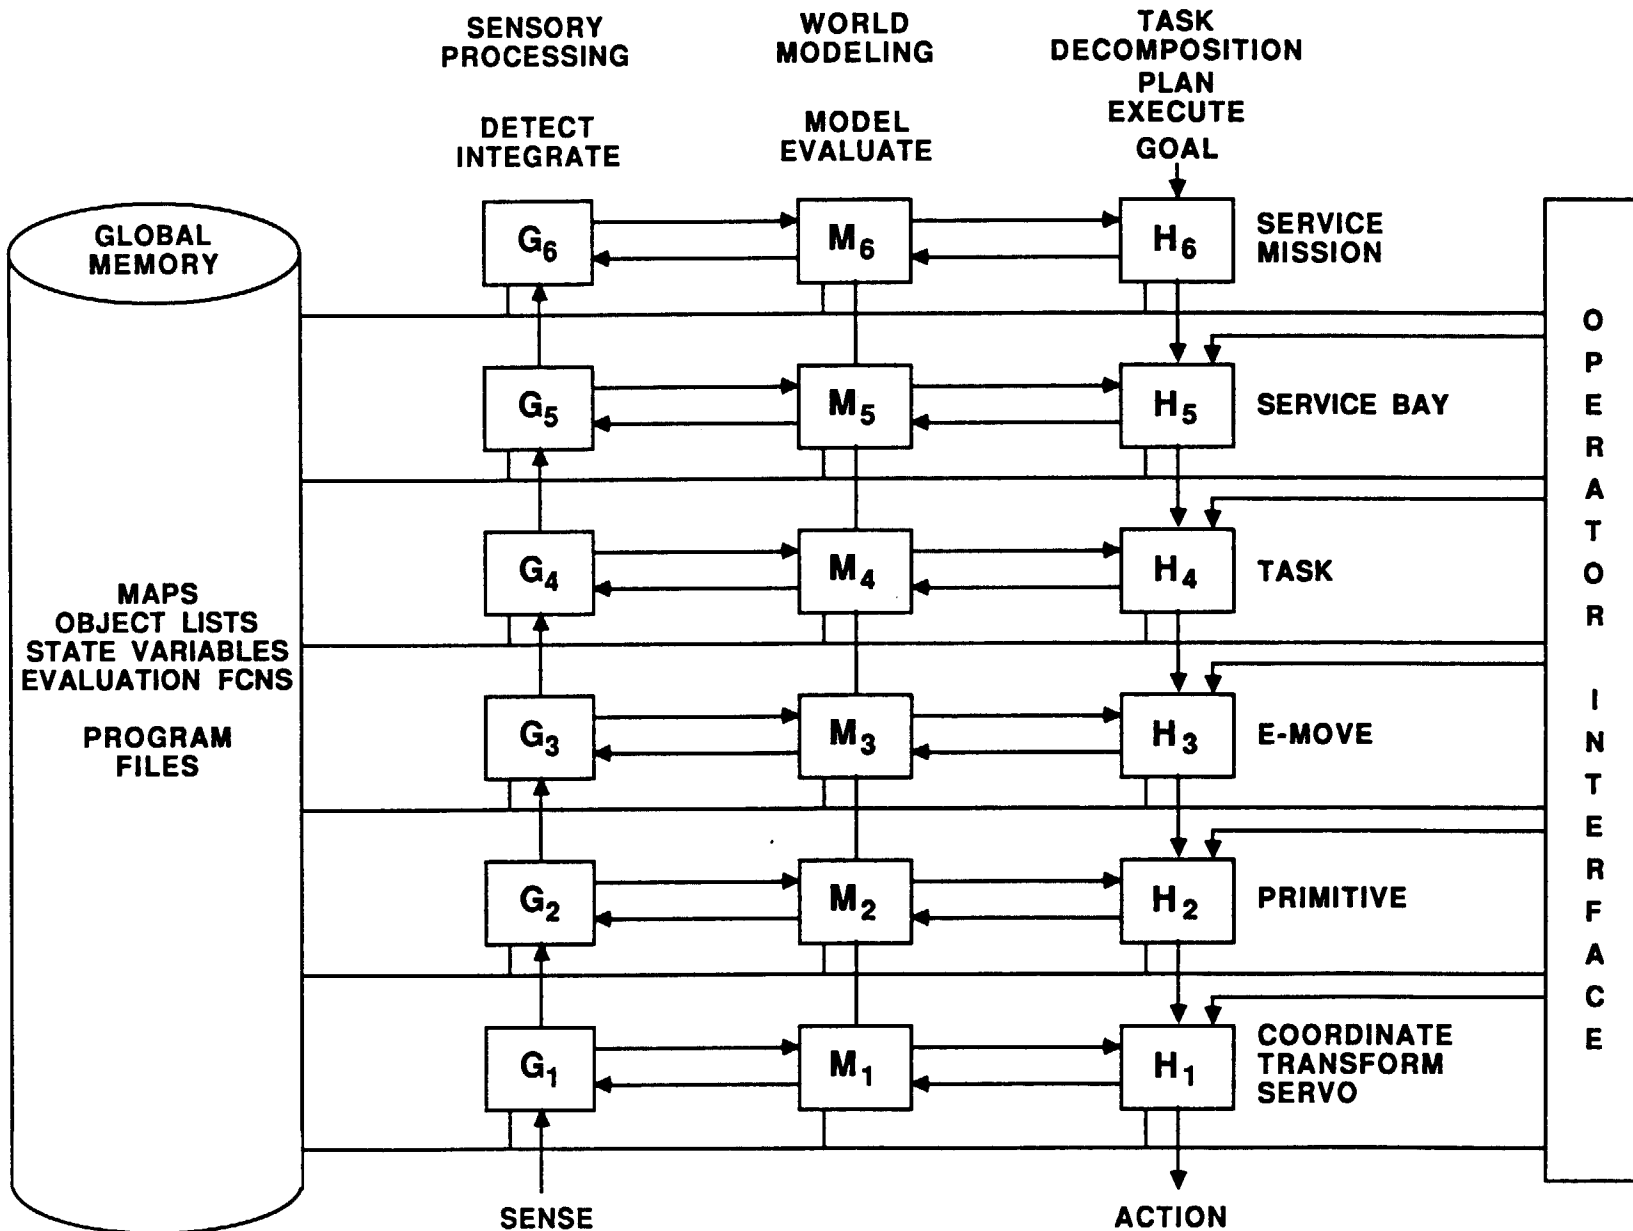 SENSORY
PROCESSING
DETECT
INTEGRATE
WORLD
MODELING
MODEL
EVALUATE
TASK
DECOMPOSITION
PLAN
EXECUTE
GOAL
GLOBAL
MEMORY
MAPS
OBJECT LISTS
STATE VARIABLES
EVALUATION FCNS
PROGRAM
FILES
G6
M6
H6
SERVICE
MISSION
G5
M5
H5
SERVICE BAY
G4
M4
H4
TASK
G3
M3
H3
E-MOVE
G2
M2
H2
PRIMITIVE
G1
M1
H1
COORDINATE
TRANSFORM
SERVO
SENSE
ACTION
OPERATOR INTERFACE